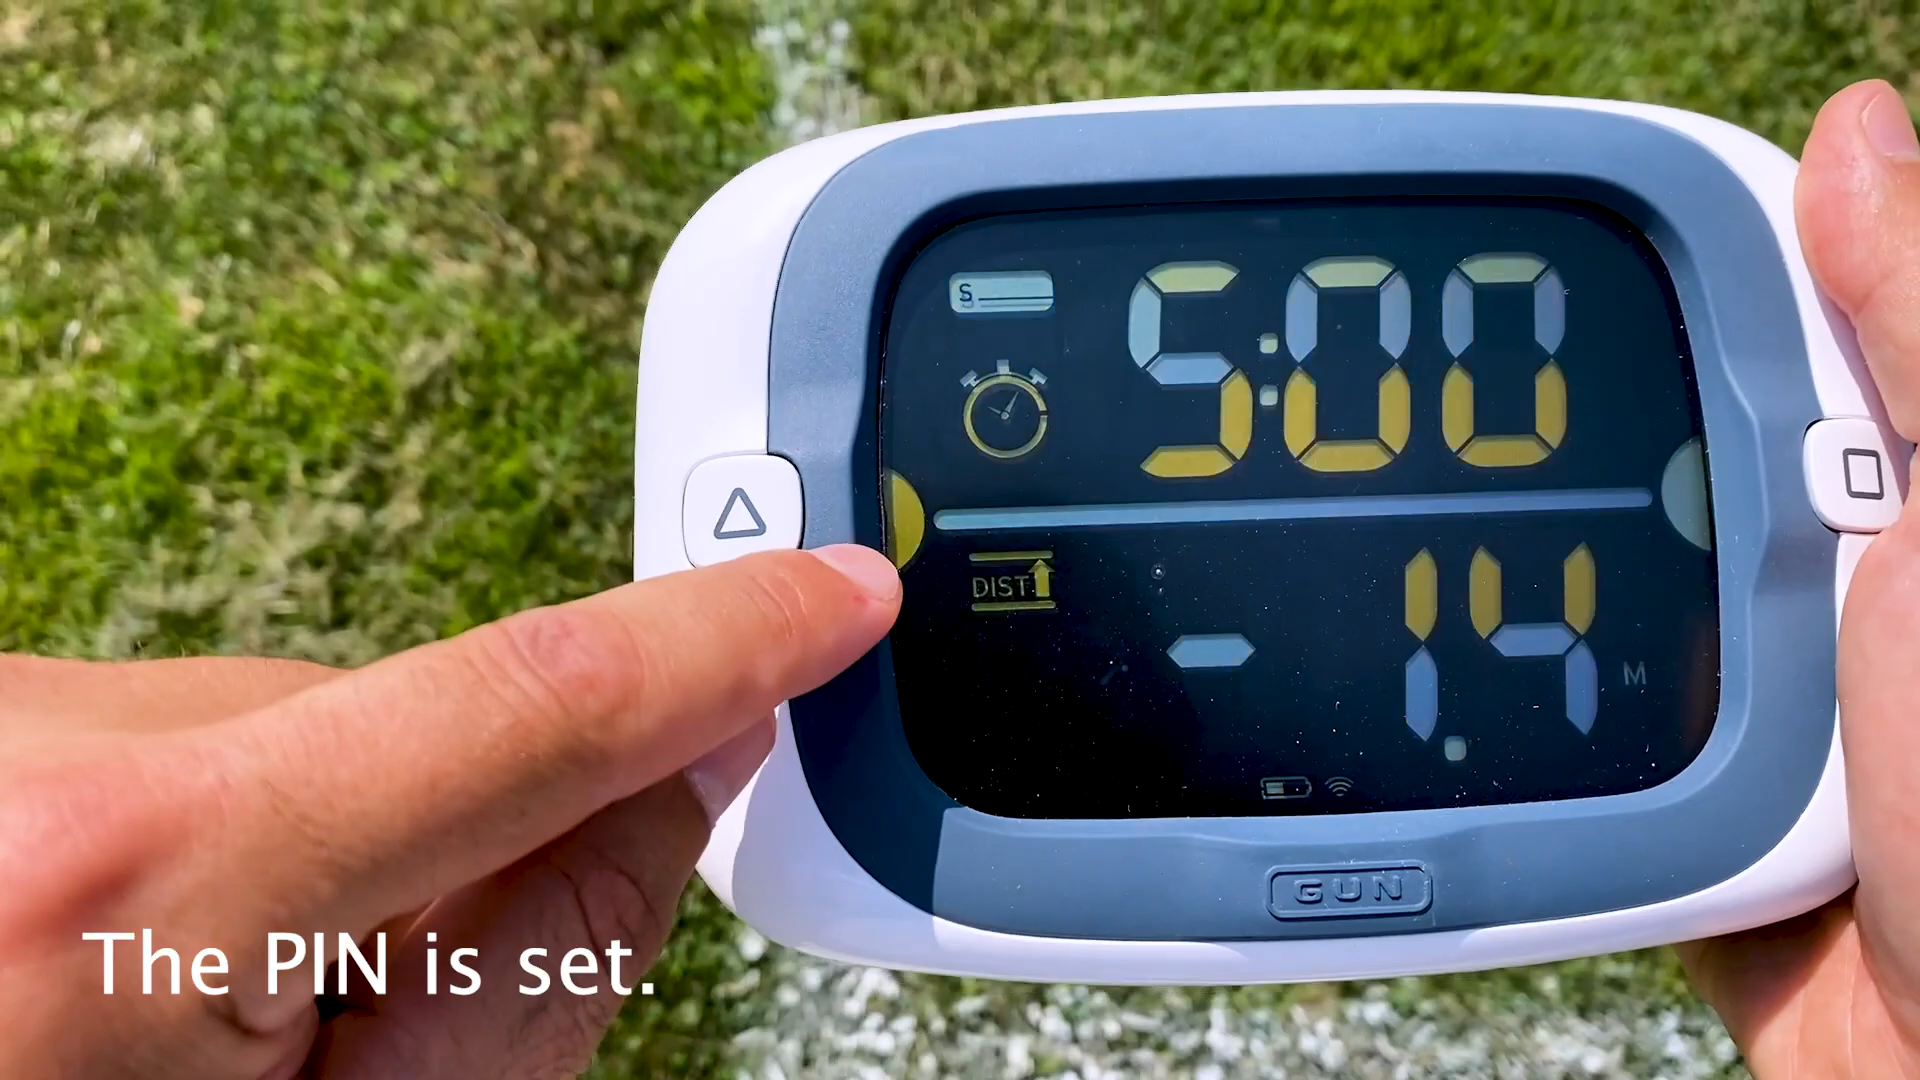 S
5:00
DIST
- 1.4 M
GUN
The PIN is set.